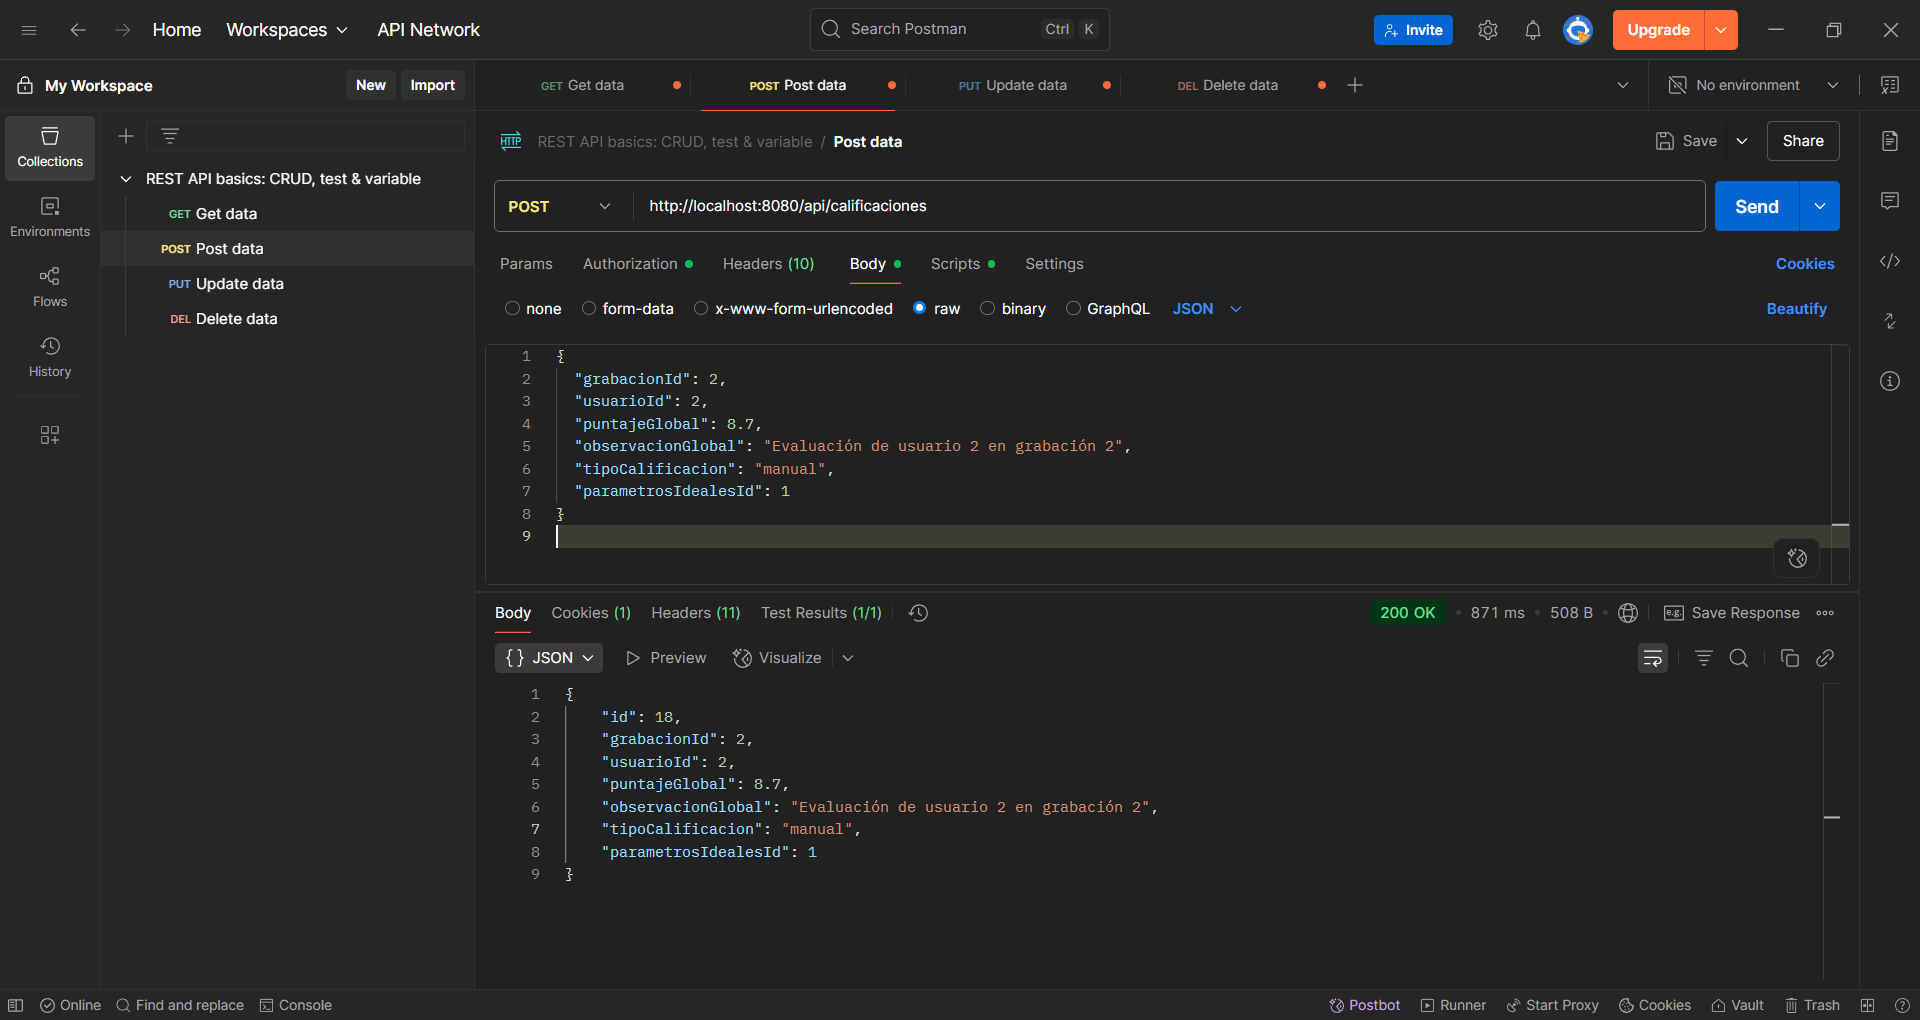 Home Workspaces API Network Search Postman Ctrl K Invite Upgrade
My Workspace New Import GET Get data POST Post data PUT Update data DEL Delete data No environment
Collections
Environments
Flows
History
REST API basics: CRUD, test & variable
GET Get data
POST Post data
PUT Update data
DEL Delete data
HTTP REST API basics: CRUD, test & variable / Post data Save Share
POST http://localhost:8080/api/calificaciones Send
Params Authorization Headers (10) Body Scripts Settings Cookies
none form-data x-www-form-urlencoded raw binary GraphQL JSON Beautify
1 {
2 "grabacionId": 2,
3 "usuarioId": 2,
4 "puntajeGlobal": 8.7,
5 "observacionGlobal": "Evaluación de usuario 2 en grabación 2",
6 "tipoCalificacion": "manual",
7 "parametrosIdealesId": 1
8 }
9
Body Cookies (1) Headers (11) Test Results (1/1) 200 OK • 871 ms • 508 B e.g. Save Response
{} JSON Preview Visualize
1 {
2 "id": 18,
3 "grabacionId": 2,
4 "usuarioId": 2,
5 "puntajeGlobal": 8.7,
6 "observacionGlobal": "Evaluación de usuario 2 en grabación 2",
7 "tipoCalificacion": "manual",
8 "parametrosIdealesId": 1
9 }
Online Find and replace Console Postbot Runner Start Proxy Cookies Vault Trash